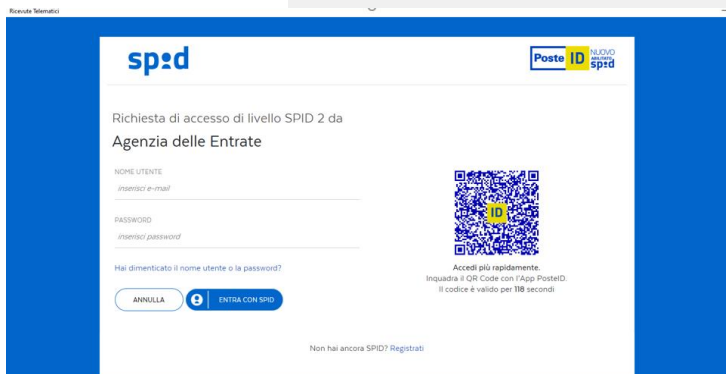 Ricevute Telematici
spid
Poste ID NUOVO
ABILITATO
spid
Richiesta di accesso di livello SPID 2 da
Agenzia delle Entrate
NOME UTENTE
inserisci e-mail
PASSWORD
inserisci password
Hai dimenticato il nome utente o la password?
ANNULLA
ENTRA CON SPID
ID
Accedi più rapidamente.
Inquadra il QR Code con l'App PosteID.
Il codice è valido per 118 secondi
Non hai ancora SPID? Registrati